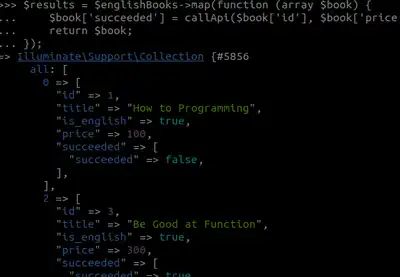 >>> $results = $englishBooks->map(function (array $book) {
...     $book['succeeded'] = callApi($book['id'], $book['price
...     return $book;
... });
=> Illuminate\Support\Collection {#5856
all: [
0 => [
"id" => 1,
"title" => "How to Programming",
"is_english" => true,
"price" => 100,
"succeeded" => [
"succeeded" => false,
],
],
2 => [
"id" => 3,
"title" => "Be Good at Function",
"is_english" => true,
"price" => 300,
"succeeded" => [
"succeeded" => true